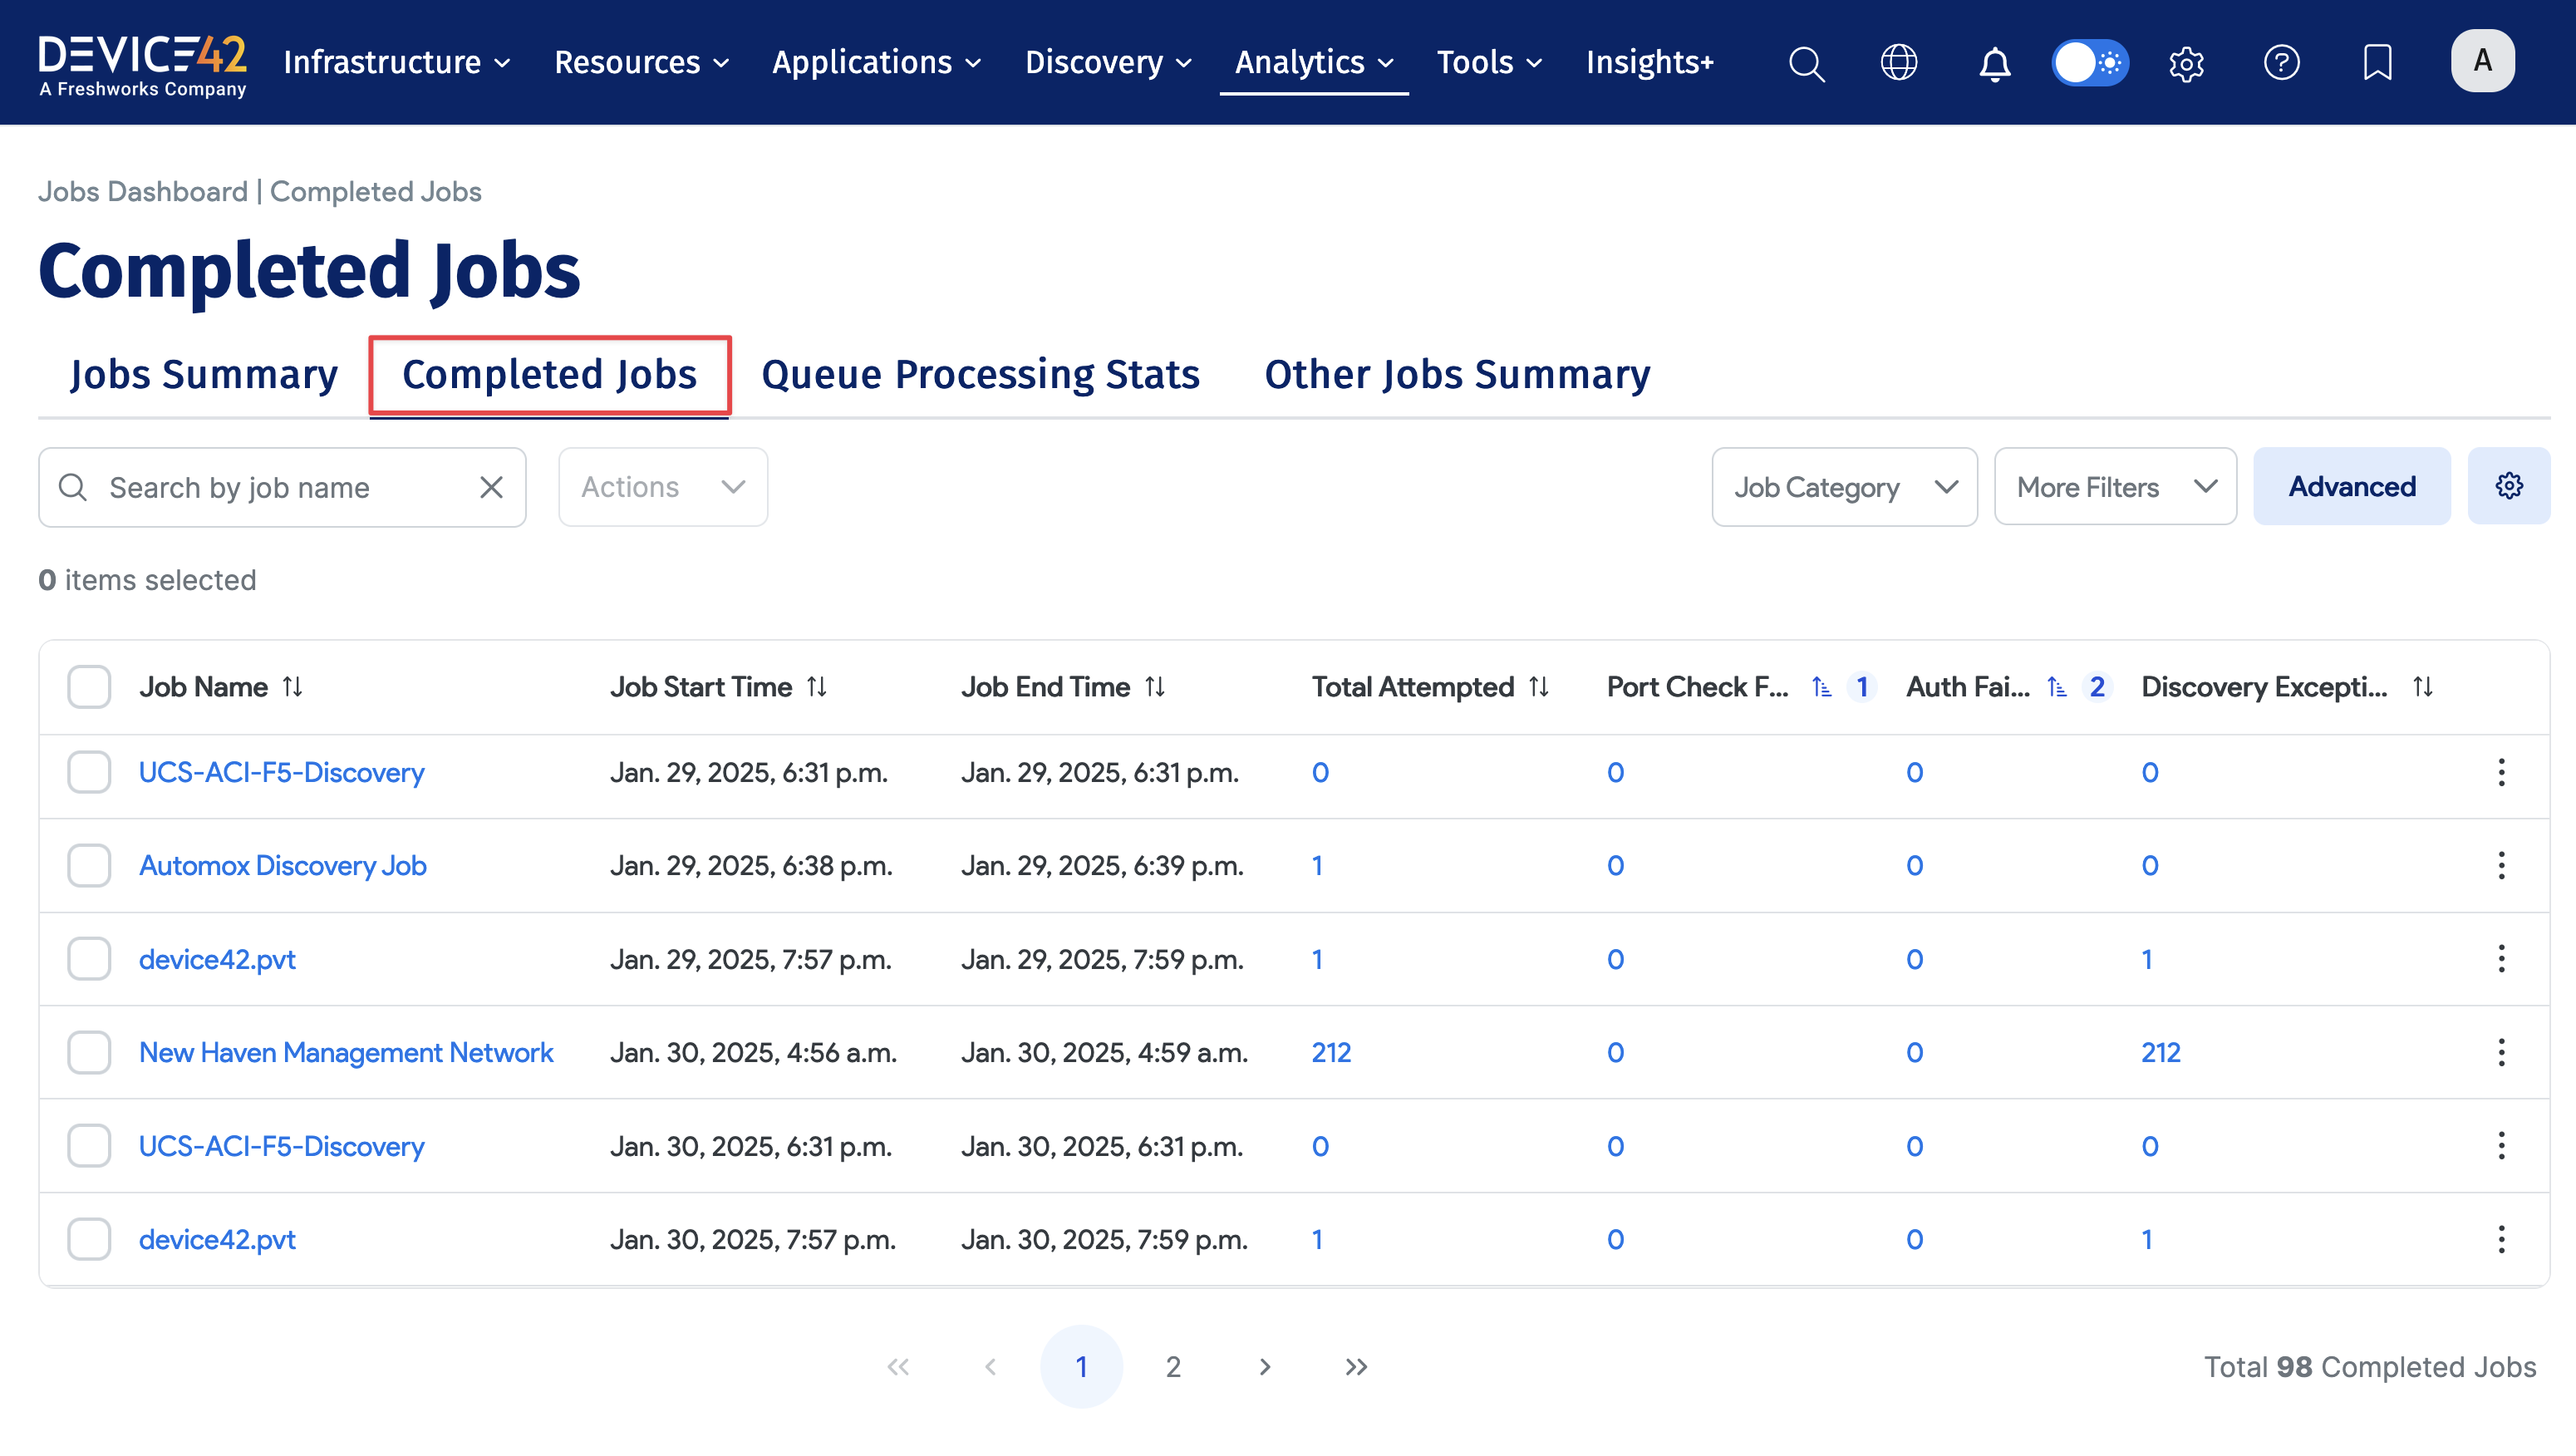 DEVICE42
A Freshworks Company
Infrastructure Resources Applications Discovery Analytics Tools Insights+ A
Jobs Dashboard | Completed Jobs
Completed Jobs
Jobs Summary Completed Jobs Queue Processing Stats Other Jobs Summary
Search by job name Actions Job Category More Filters Advanced
0 items selected
Job Name Job Start Time Job End Time Total Attempted Port Check F... 1 Auth Fai... 2 Discovery Excepti...
UCS-ACI-F5-Discovery Jan. 29, 2025, 6:31 p.m. Jan. 29, 2025, 6:31 p.m. 0 0 0 0
Automox Discovery Job Jan. 29, 2025, 6:38 p.m. Jan. 29, 2025, 6:39 p.m. 1 0 0 0
device42.pvt Jan. 29, 2025, 7:57 p.m. Jan. 29, 2025, 7:59 p.m. 1 0 0 1
New Haven Management Network Jan. 30, 2025, 4:56 a.m. Jan. 30, 2025, 4:59 a.m. 212 0 0 212
UCS-ACI-F5-Discovery Jan. 30, 2025, 6:31 p.m. Jan. 30, 2025, 6:31 p.m. 0 0 0 0
device42.pvt Jan. 30, 2025, 7:57 p.m. Jan. 30, 2025, 7:59 p.m. 1 0 0 1
1 2 Total 98 Completed Jobs